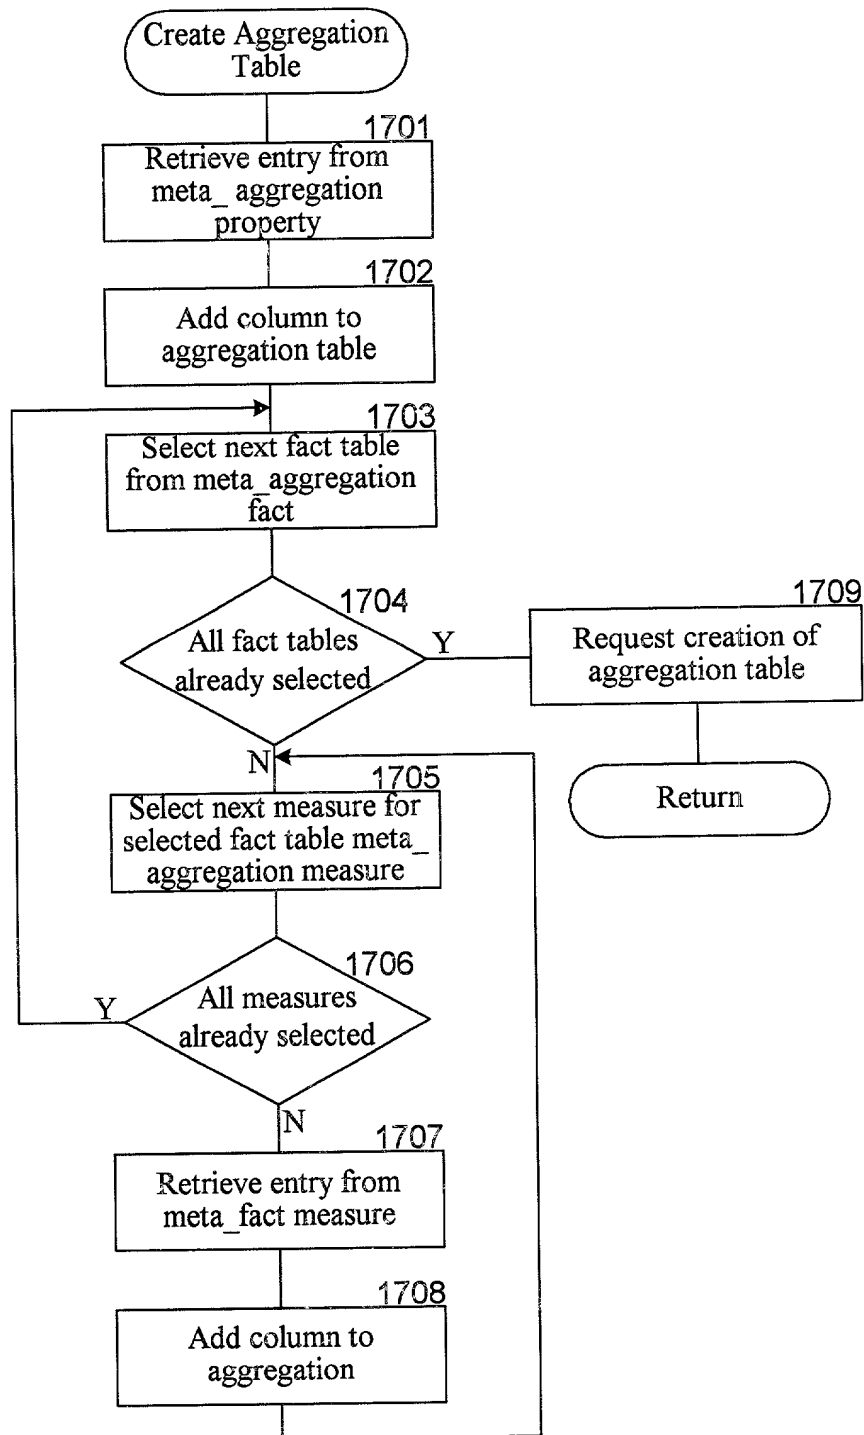 Create Aggregation
Table
1701
Retrieve entry from
meta_ aggregation
property
1702
Add column to
aggregation table
1703
Select next fact table
from meta_aggregation
fact
1704
All fact tables
already selected
Y
1709
Request creation of
aggregation table
N
Return
1705
Select next measure for
selected fact table meta_
aggregation measure
1706
All measures
already selected
Y
N
1707
Retrieve entry from
meta_fact measure
1708
Add column to
aggregation